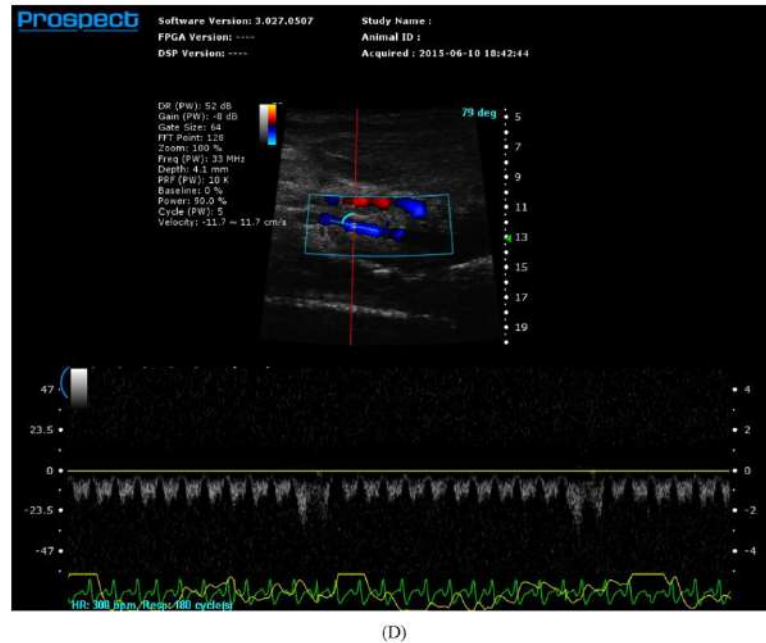 Prospect
Software Version: 3.027.0507
FPGA Version: ----
DSP Version: ----
Study Name :
Animal ID :
Acquired : 2015-06-10 18:42:44
DR (PW): 52 dB
Gain (PW): -8 dB
Gate Size: 64
FFT Point: 128
Zoom: 100 %
Freq (PW): 33 MHz
Depth: 4.1 mm
PRF (PW): 10 K
Baseline: 0 %
Power: 90.0 %
Cycle (PW): 5
Velocity: -11.7 ~ 11.7 cm/s
79 deg
5
7
9
11
13
15
17
19
47
23.5
0
-23.5
-47
4
2
0
-2
-4
HR: 300 bpm, Resp: 180 cycle(s)
(D)